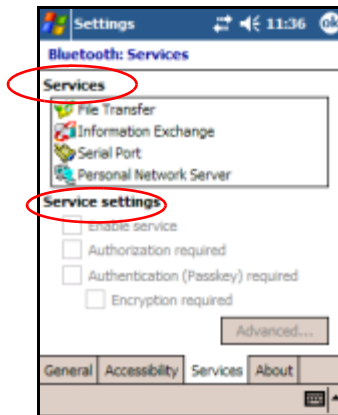 Settings 11:36 ok
Bluetooth: Services
Services
File Transfer
Information Exchange
Serial Port
Personal Network Server
Service settings
Enable service
Authorization required
Authentication (Passkey) required
Encryption required
Advanced...
General Accessibility Services About